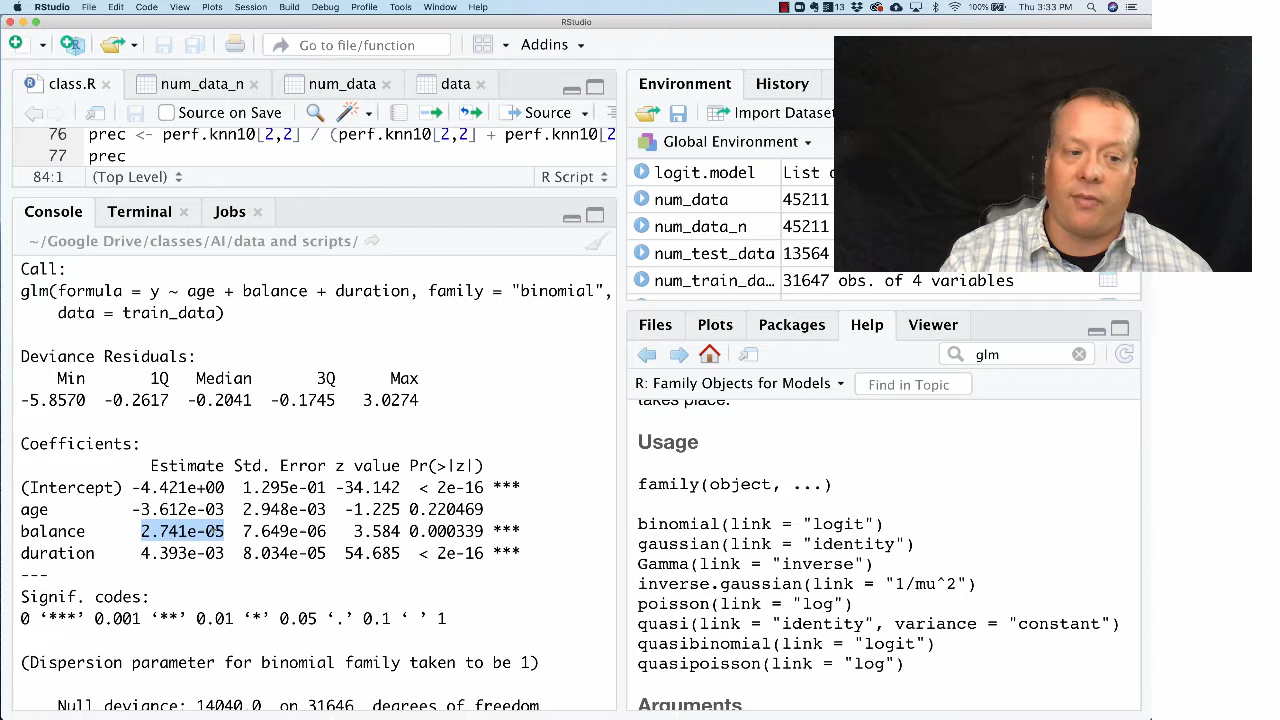 RStudio File Edit Code View Plots Session Build Debug Profile Tools Window Help 13 100% Thu 3:33 PM
RStudio
Go to file/function Addins
class.R num_data_n num_data data
Source on Save Source
76 prec <- perf.knn10[2,2] / (perf.knn10[2,2] + perf.knn10[2
77 prec
84:1 (Top Level) R Script
Console Terminal Jobs
~/Google Drive/classes/AI/data and scripts/
Call:
glm(formula = y ~ age + balance + duration, family = "binomial",
data = train_data)
Deviance Residuals:
Min 1Q Median 3Q Max
-5.8570 -0.2617 -0.2041 -0.1745 3.0274
Coefficients:
Estimate Std. Error z value Pr(>|z|)
(Intercept) -4.421e+00 1.295e-01 -34.142 < 2e-16 ***
age -3.612e-03 2.948e-03 -1.225 0.220469
balance 2.741e-05 7.649e-06 3.584 0.000339 ***
duration 4.393e-03 8.034e-05 54.685 < 2e-16 ***
---
Signif. codes:
0 ‘***’ 0.001 ‘**’ 0.01 ‘*’ 0.05 ‘.’ 0.1 ‘ ’ 1
(Dispersion parameter for binomial family taken to be 1)
Null deviance: 14040.0 on 31646 degrees of freedom
Environment History
Import Dataset
Global Environment
logit.model List
num_data 45211
num_data_n 45211
num_test_data 13564
num_train_da… 31647 obs. of 4 variables
Files Plots Packages Help Viewer
glm
R: Family Objects for Models Find in Topic
takes place.
Usage
family(object, ...)
binomial(link = "logit")
gaussian(link = "identity")
Gamma(link = "inverse")
inverse.gaussian(link = "1/mu^2")
poisson(link = "log")
quasi(link = "identity", variance = "constant")
quasibinomial(link = "logit")
quasipoisson(link = "log")
Arguments